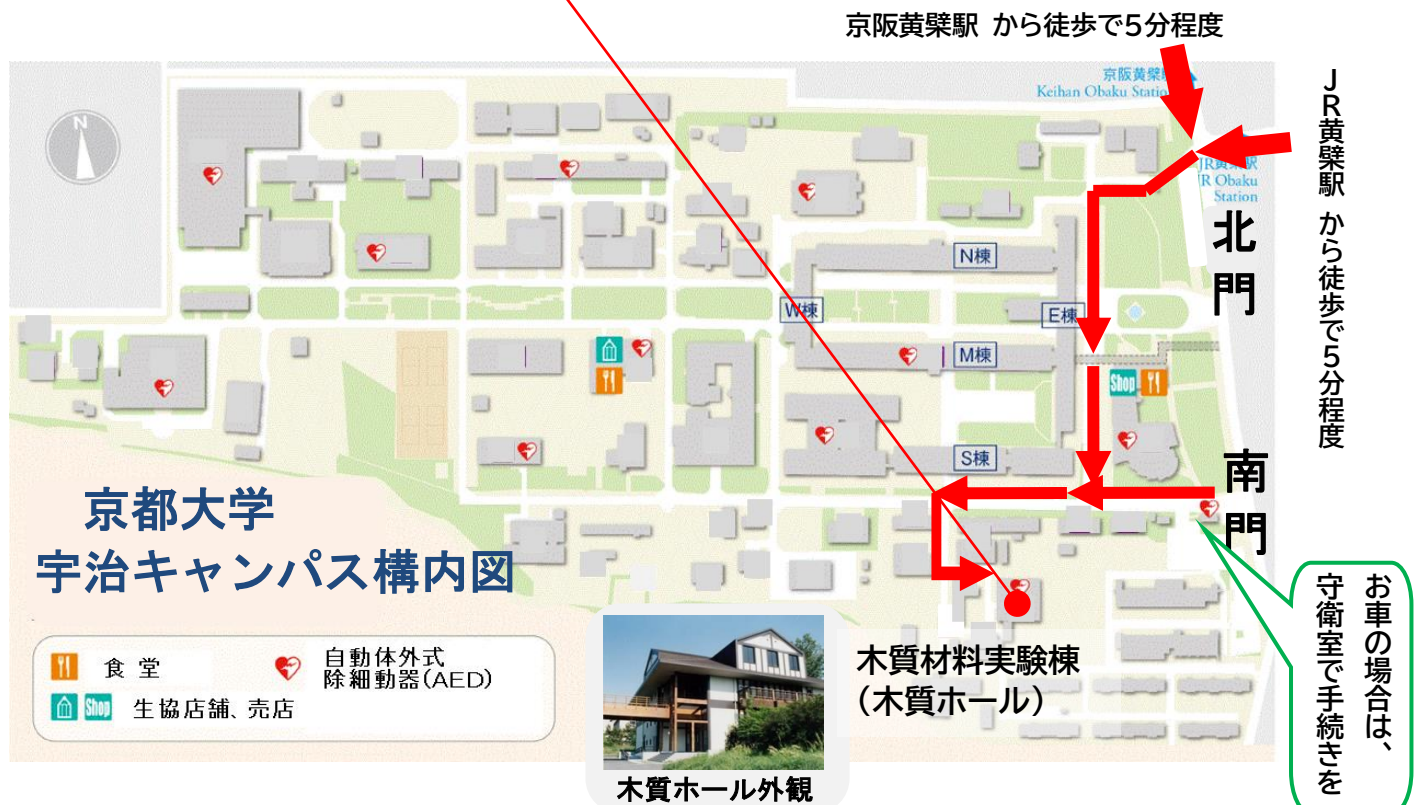 京阪黄檗駅 から徒歩で5分程度
京阪黄檗駅
Keihan Obaku Station
JR黄檗駅 から徒歩で5分程度
JR黄檗駅
JR Obaku
Station
N
北門
N棟
W棟
E棟
M棟
Shop
S棟
南門
京都大学
宇治キャンパス構内図
お車の場合は、
守衛室で手続きを
食堂
自動体外式
除細動器(AED)
Shop
生協店舗、売店
木質材料実験棟
(木質ホール)
木質ホール外観